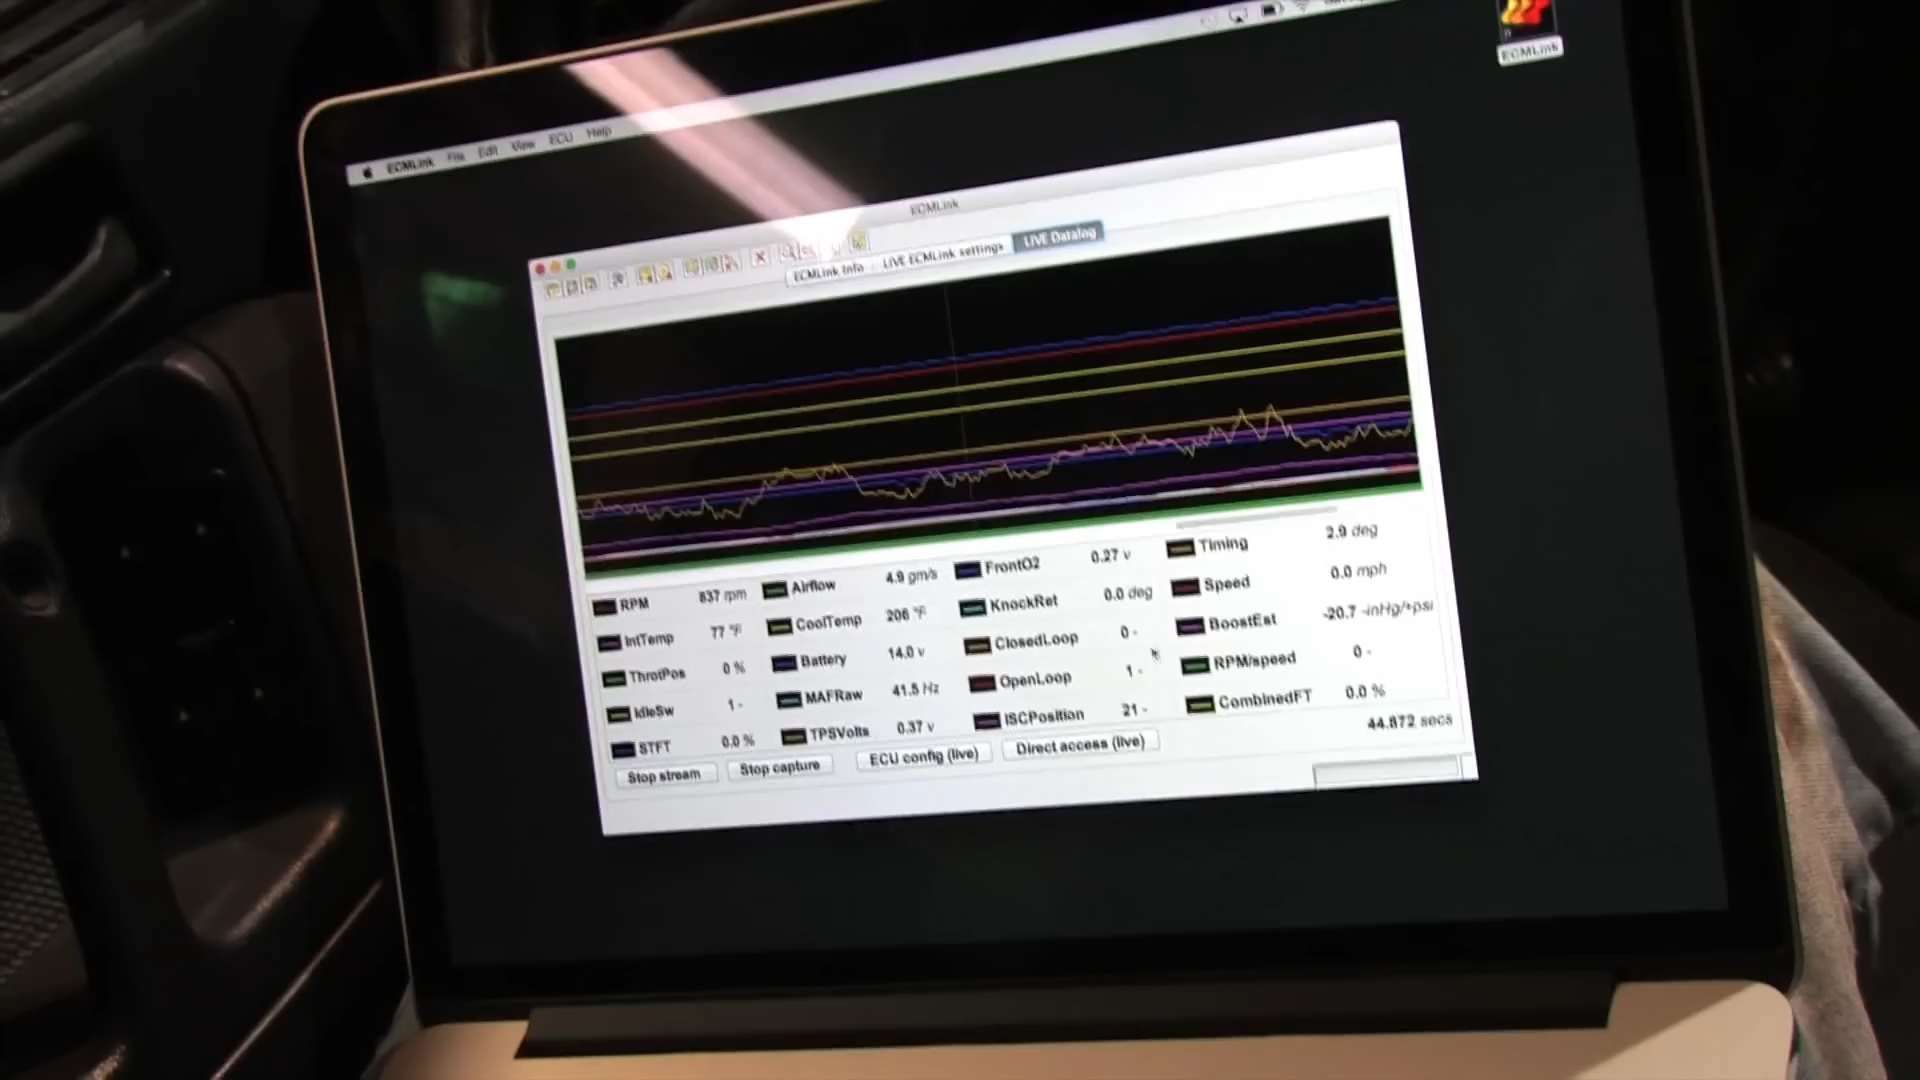 ECMLink File Edit View ECU Help
ECMLink
ECMLink
ECMLink Info LIVE ECMLink settings LIVE Datalog
RPM 837 rpm
IntTemp 77 °F
ThrotPos 0 %
IdleSw 1 -
STFT 0.0 %
Airflow 4.9 gm/s
CoolTemp 206 °F
Battery 14.0 v
MAFRaw 41.5 Hz
TPSVolts 0.37 v
FrontO2 0.27 v
KnockRet 0.0 deg
ClosedLoop 0 -
OpenLoop 1 -
ISCPosition 21 -
Timing 2.9 deg
Speed 0.0 mph
BoostEst -20.7 -inHg/+psi
RPM/speed 0 -
CombinedFT 0.0 %
44.872 secs
Stop stream Stop capture ECU config (live) Direct access (live)